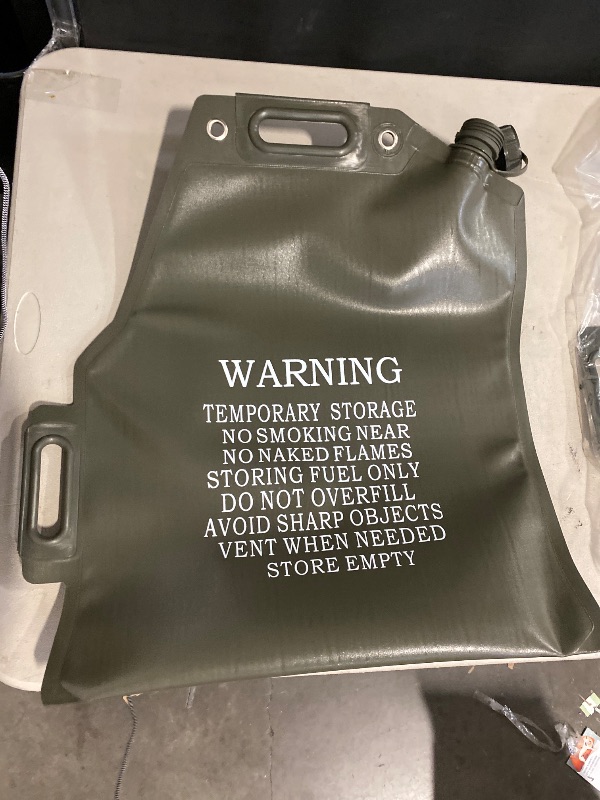 WARNING
TEMPORARY STORAGE
NO SMOKING NEAR
NO NAKED FLAMES
STORING FUEL ONLY
DO NOT OVERFILL
AVOID SHARP OBJECTS
VENT WHEN NEEDED
STORE EMPTY